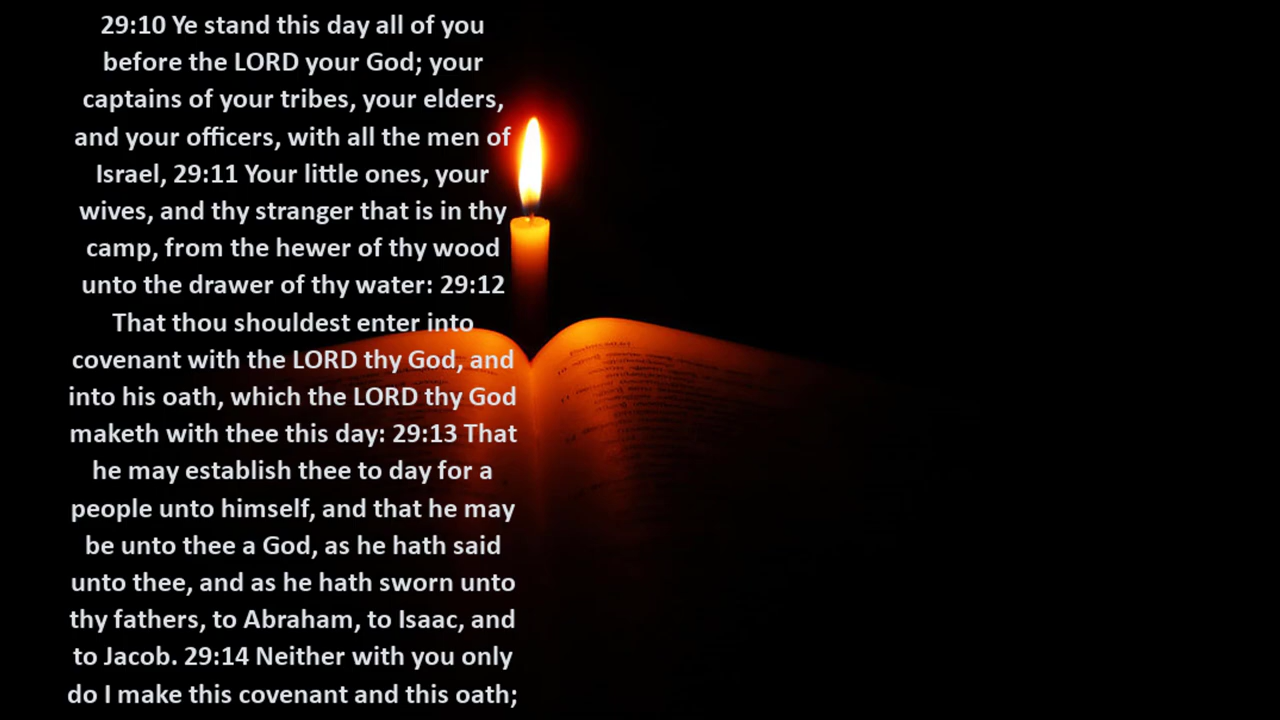 29:10 Ye stand this day all of you
before the LORD your God; your
captains of your tribes, your elders,
and your officers, with all the men of
Israel, 29:11 Your little ones, your
wives, and thy stranger that is in thy
camp, from the hewer of thy wood
unto the drawer of thy water: 29:12
That thou shouldest enter into
covenant with the LORD thy God, and
into his oath, which the LORD thy God
maketh with thee this day: 29:13 That
he may establish thee to day for a
people unto himself, and that he may
be unto thee a God, as he hath said
unto thee, and as he hath sworn unto
thy fathers, to Abraham, to Isaac, and
to Jacob. 29:14 Neither with you only
do I make this covenant and this oath;